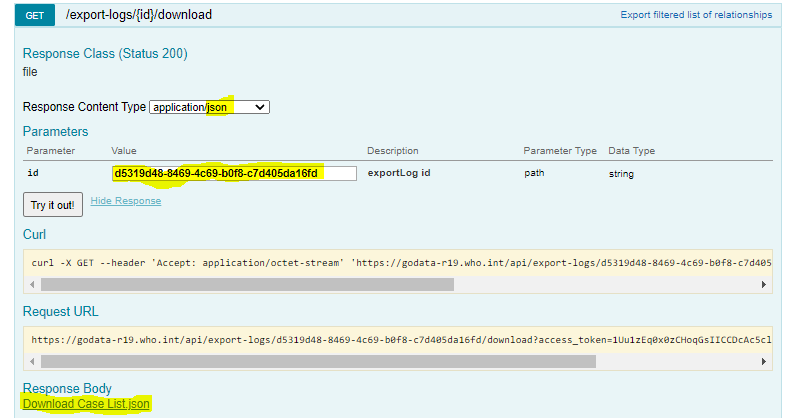 GET /export-logs/{id}/download Export filtered list of relationships
Response Class (Status 200)
file
Response Content Type application/json
Parameters
Parameter Value Description Parameter Type Data Type
id d5319d48-8469-4c69-b0f8-c7d405da16fd exportLog id path string
Try it out! Hide Response
Curl
curl -X GET --header 'Accept: application/octet-stream' 'https://godata-r19.who.int/api/export-logs/d5319d48-8469-4c69-b0f8-c7d405
Request URL
https://godata-r19.who.int/api/export-logs/d5319d48-8469-4c69-b0f8-c7d405da16fd/download?access_token=1Uu1zEq0x0zCHoqGsIICCDcAc5cl
Response Body
Download Case List.json